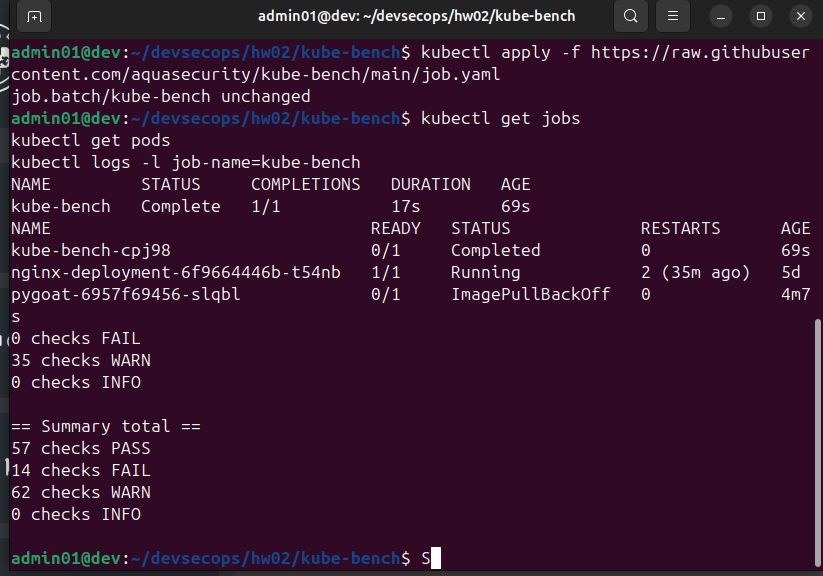 admin01@dev: ~/devsecops/hw02/kube-bench
admin01@dev:~/devsecops/hw02/kube-bench$ kubectl apply -f https://raw.githubuser
content.com/aquasecurity/kube-bench/main/job.yaml
job.batch/kube-bench unchanged
admin01@dev:~/devsecops/hw02/kube-bench$ kubectl get jobs
kubectl get pods
kubectl logs -l job-name=kube-bench
NAME         STATUS     COMPLETIONS   DURATION   AGE
kube-bench   Complete   1/1           17s        69s
NAME                                READY   STATUS             RESTARTS      AGE
kube-bench-cpj98                    0/1     Completed          0             69s
nginx-deployment-6f9664446b-t54nb   1/1     Running            2 (35m ago)   5d
pygoat-6957f69456-slqbl             0/1     ImagePullBackOff   0             4m7
s
0 checks FAIL
35 checks WARN
0 checks INFO
== Summary total ==
57 checks PASS
14 checks FAIL
62 checks WARN
0 checks INFO
admin01@dev:~/devsecops/hw02/kube-bench$ S